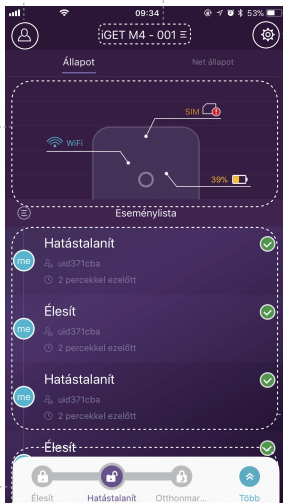 09:34
53%
iGET M4 - 001
Állapot
Net állapot
SIM
WiFi
39%
Eseménylista
Hatástalanít
me
uid371cba
2 percekkel ezelőtt
Élesít
me
uid371cba
2 percekkel ezelőtt
Hatástalanít
me
uid371cba
2 percekkel ezelőtt
Élesít
Élesít
Hatástalanít
Otthonmar...
Több